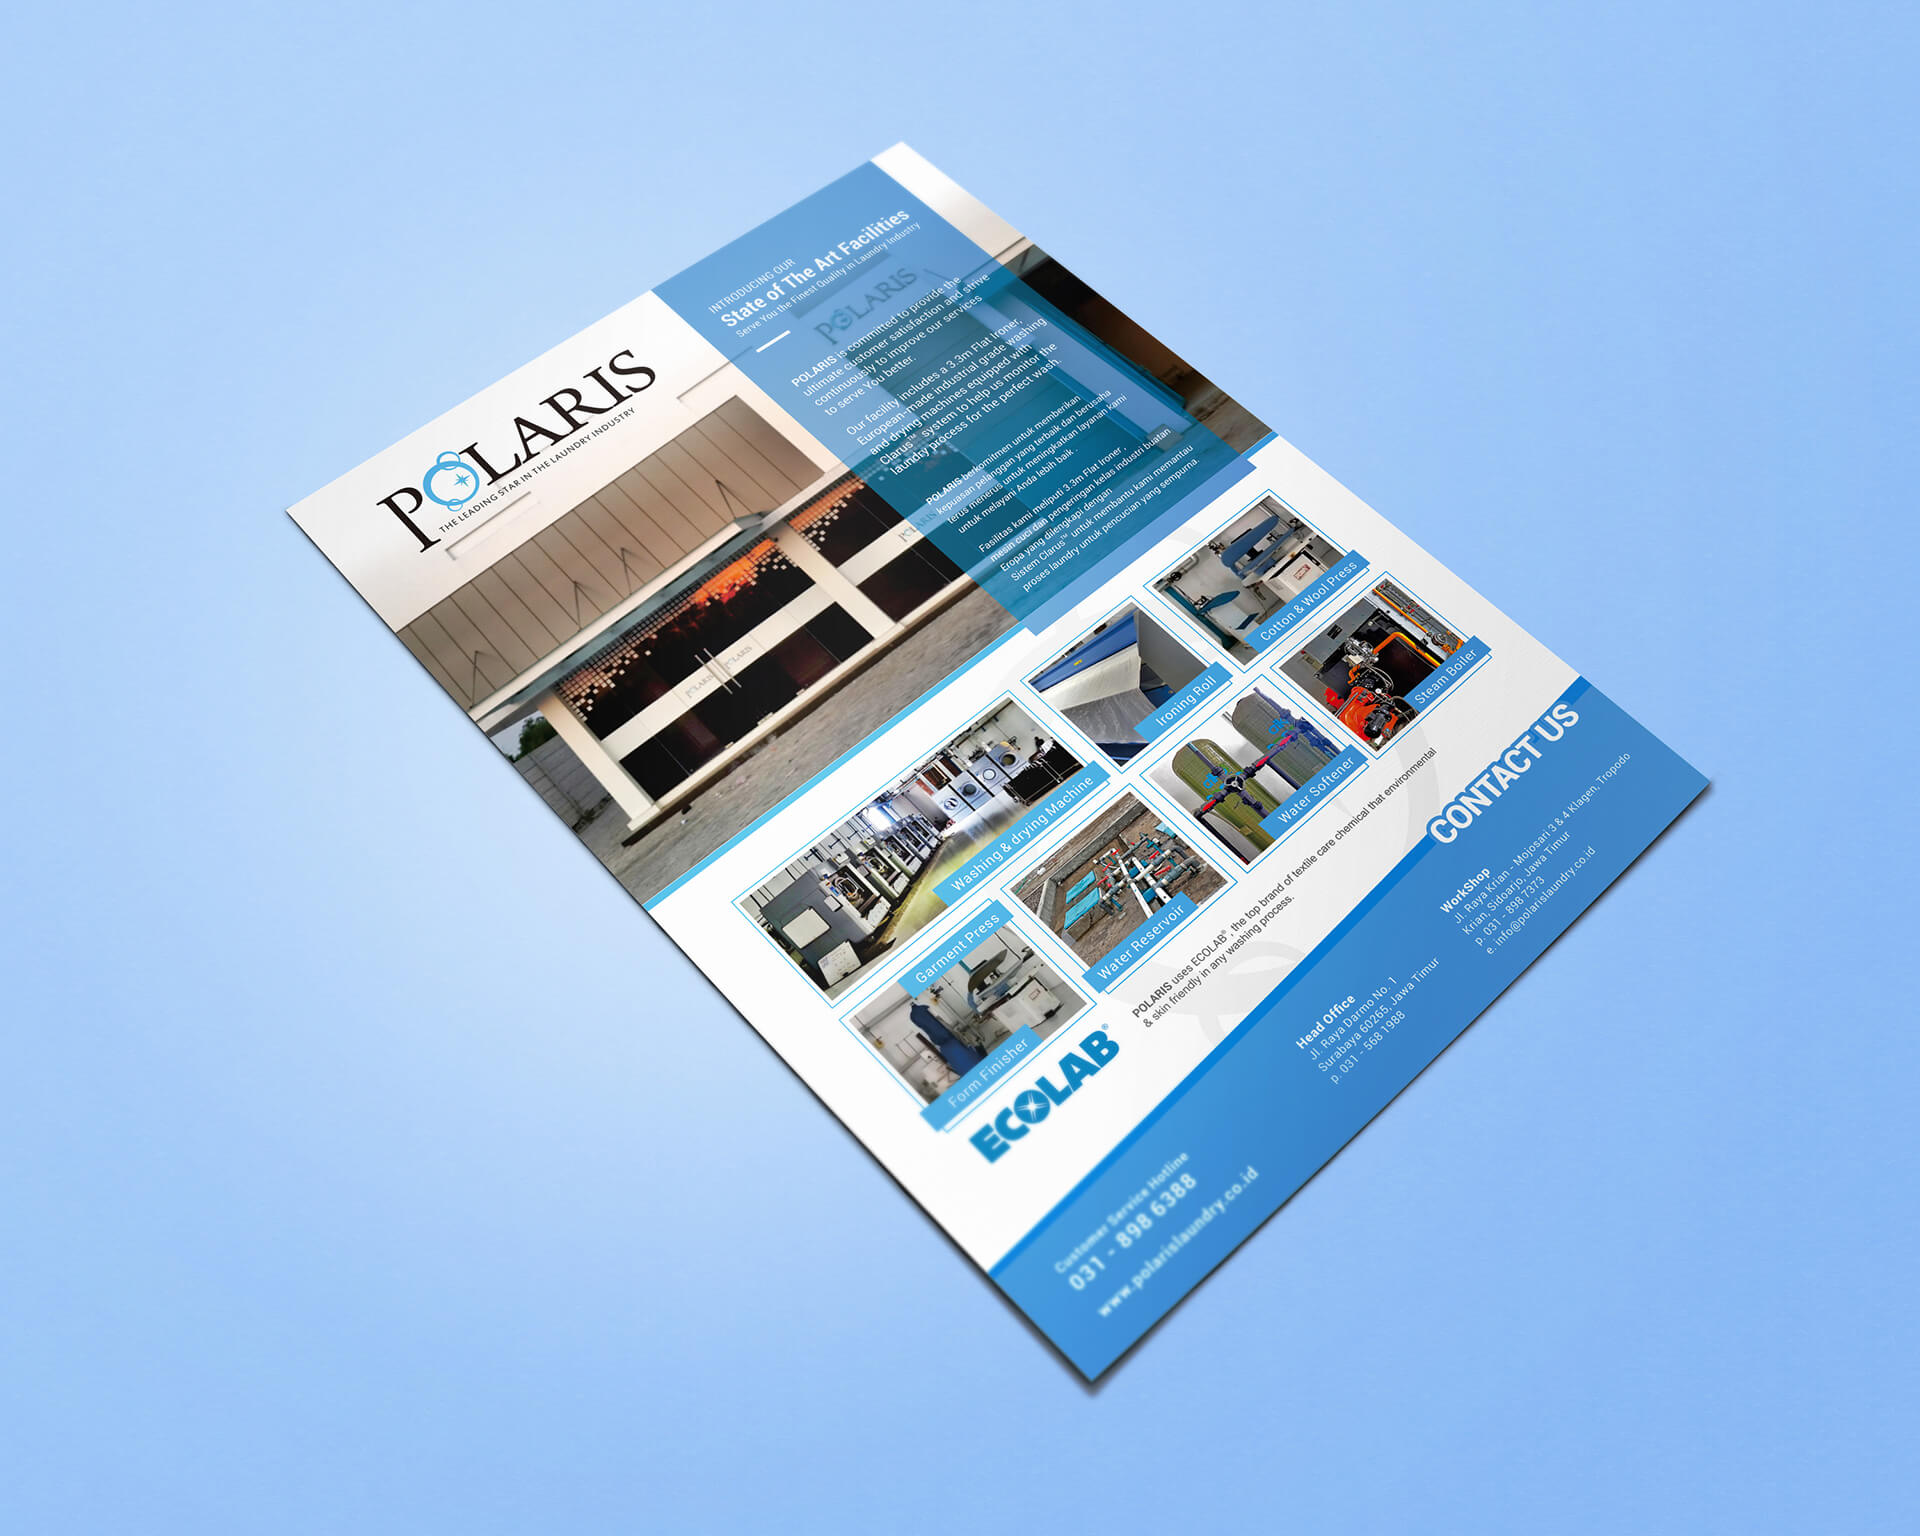 POLARIS
THE LEADING STAR IN THE LAUNDRY INDUSTRY
INTRODUCING OUR
State of The Art Facilities
Serve You the Finest Quality in Laundry Industry
POLARIS
POLARIS is committed to provide the
ultimate customer satisfaction and strive
continuously to improve our services
to serve You better.
Our facility includes a 3.3m Flat Ironer,
European-made industrial grade washing
and drying machines equipped with
Clarus™ system to help us monitor the
laundry process for the perfect wash.
POLARIS berkomitmen untuk memberikan
kepuasan pelanggan yang terbaik dan berusaha
terus menerus untuk meningkatkan layanan kami
untuk melayani Anda lebih baik.
Fasilitas kami meliputi 3.3m Flat Ironer,
mesin cuci dan pengeringan kelas industri buatan
Eropa yang dilengkapi dengan
Sistem Clarus™ untuk membantu kami memantau
proses laundry untuk pencucian yang sempurna.
POLARIS POLARIS
Cotton & Wool Press
Ironing Roll
Steam Boiler
Washing & drying Machine
Water Softener
Garment Press
Water Reservoir
Form Finisher
ECOLAB®
POLARIS uses ECOLAB®, the top brand of textile care chemical that environmental
& skin friendly in any washing process.
CONTACT US
Customer Service Hotline
031 - 898 6388
www.polarislaundry.co.id
Head Office
Jl. Raya Darmo No. 1
Surabaya 60265, Jawa Timur
p. 031 - 568 1988
WorkShop
Jl. Raya Krian - Mojosari 3 & 4 Klagen, Tropodo
Krian, Sidoarjo, Jawa Timur
p. 031 - 898 7373
e. info@polarislaundry.co.id